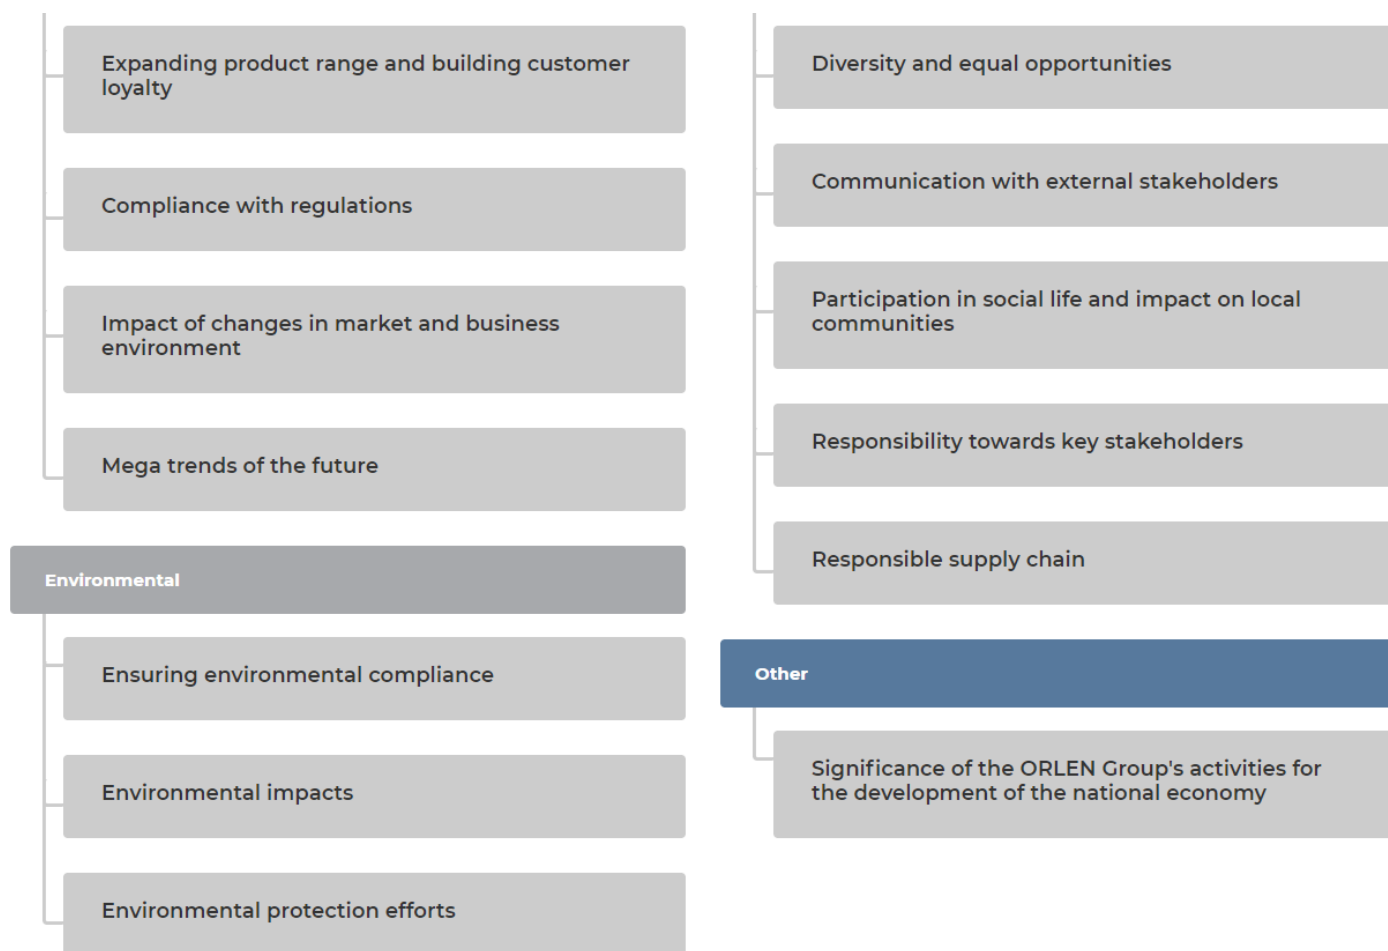 Expanding product range and building customer
loyalty
Compliance with regulations
Impact of changes in market and business
environment
Mega trends of the future
Environmental
Ensuring environmental compliance
Environmental impacts
Environmental protection efforts
Diversity and equal opportunities
Communication with external stakeholders
Participation in social life and impact on local
communities
Responsibility towards key stakeholders
Responsible supply chain
Other
Significance of the ORLEN Group's activities for
the development of the national economy